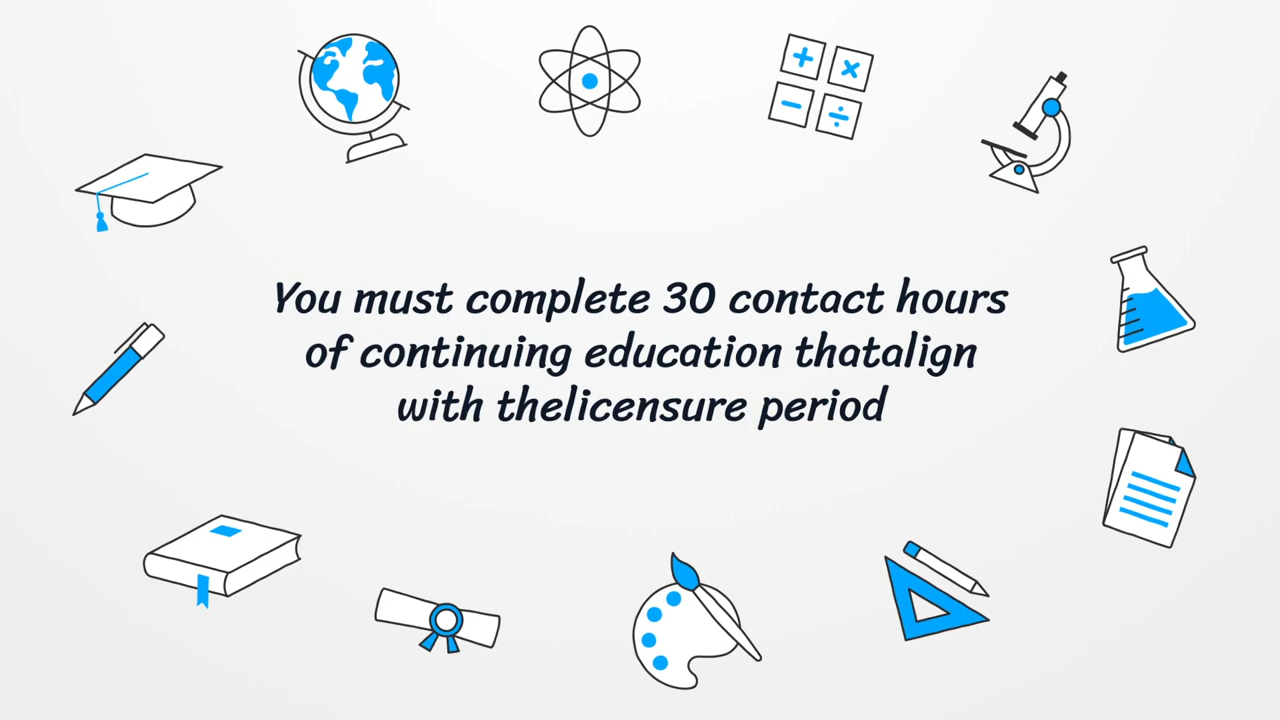 You must complete 30 contact hours
of continuing education thatalign
with thelicensure period